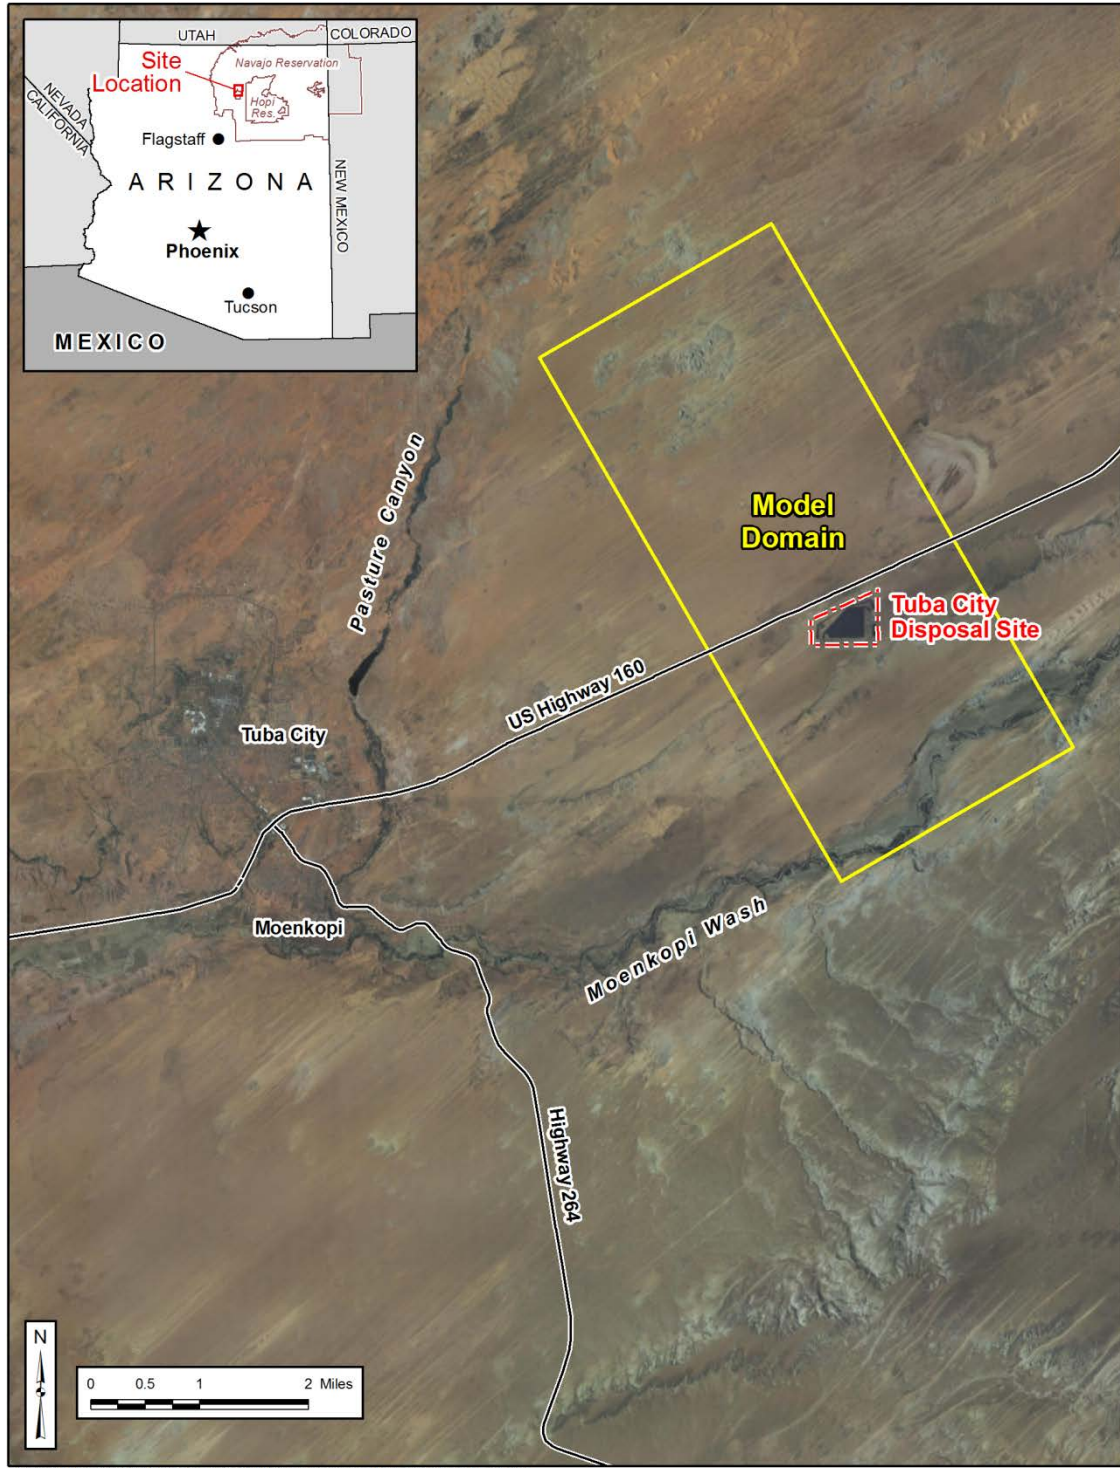 UTAH
COLORADO
Site
Location
Navajo Reservation
Hopi
Res.
NEVADA
CALIFORNIA
Flagstaff
ARIZONA
NEW MEXICO
Phoenix
Tucson
MEXICO
Pasture Canyon
Model
Domain
Tuba City
Disposal Site
US Highway 160
Tuba City
Moenkopi
Moenkopi Wash
Highway 264
N
0 0.5 1 2 Miles